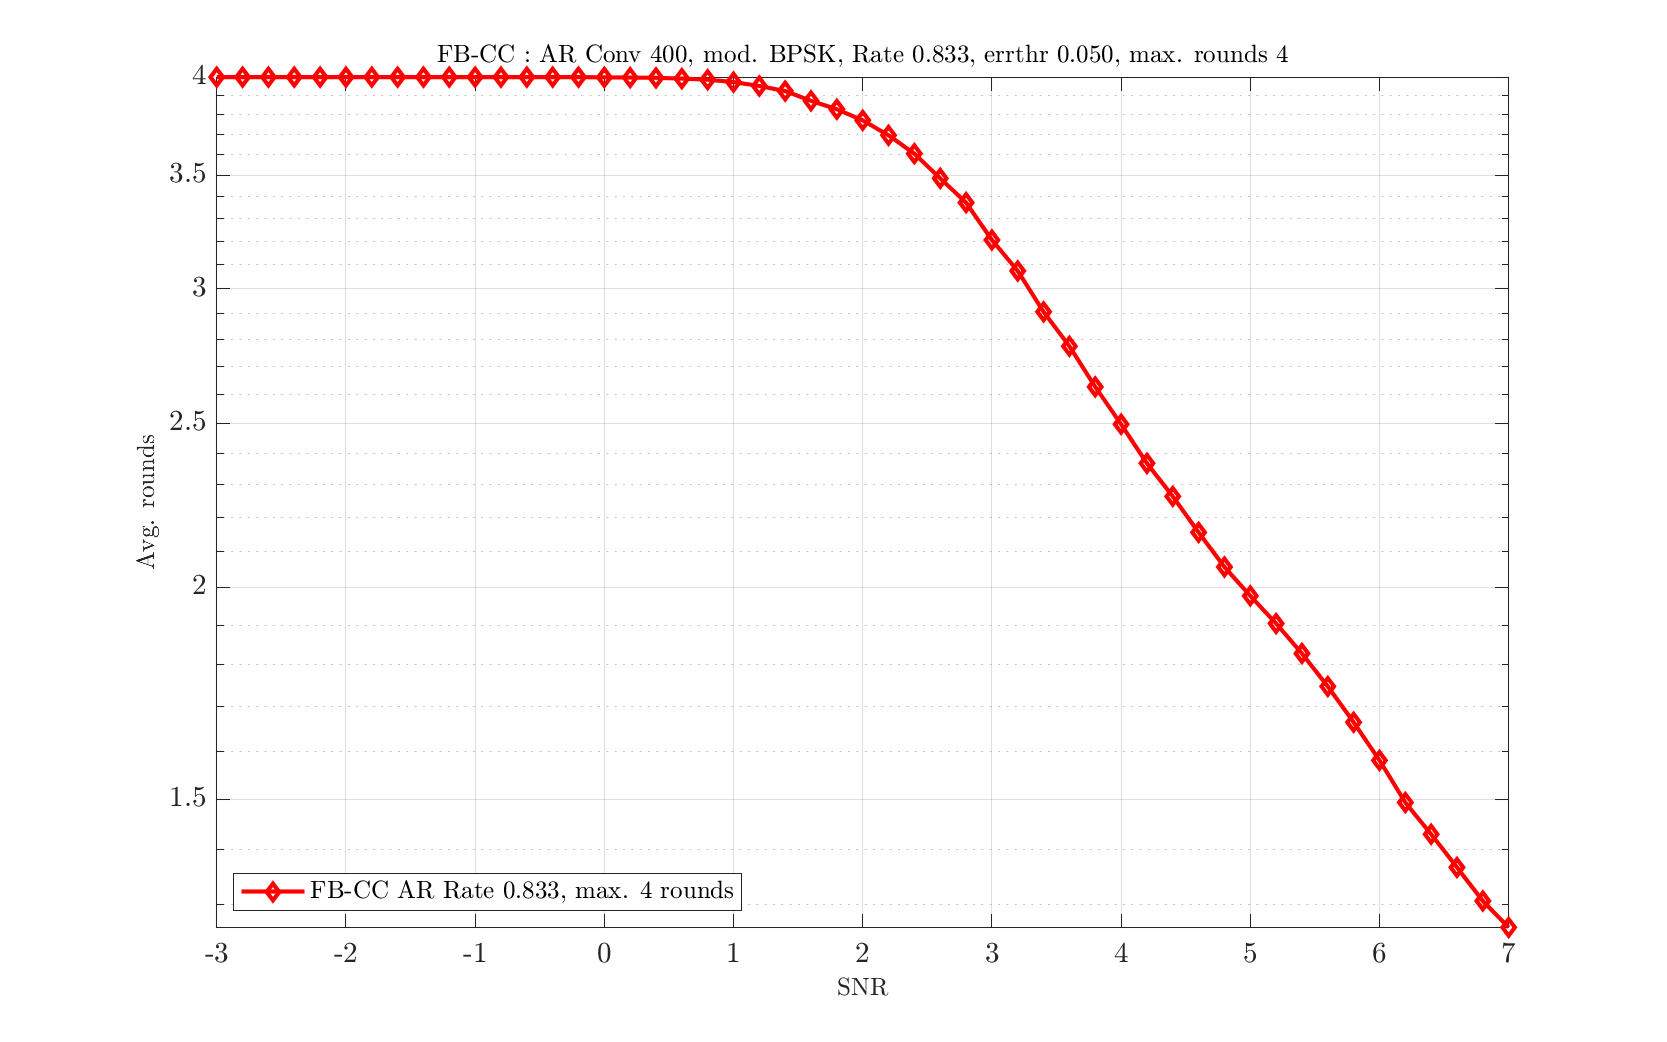 FB-CC : AR Conv 400, mod. BPSK, Rate 0.833, errthr 0.050, max. rounds 4
4
3.5
3
2.5
2
1.5
Avg. rounds
FB-CC AR Rate 0.833, max. 4 rounds
-3 -2 -1 0 1 2 3 4 5 6 7
SNR